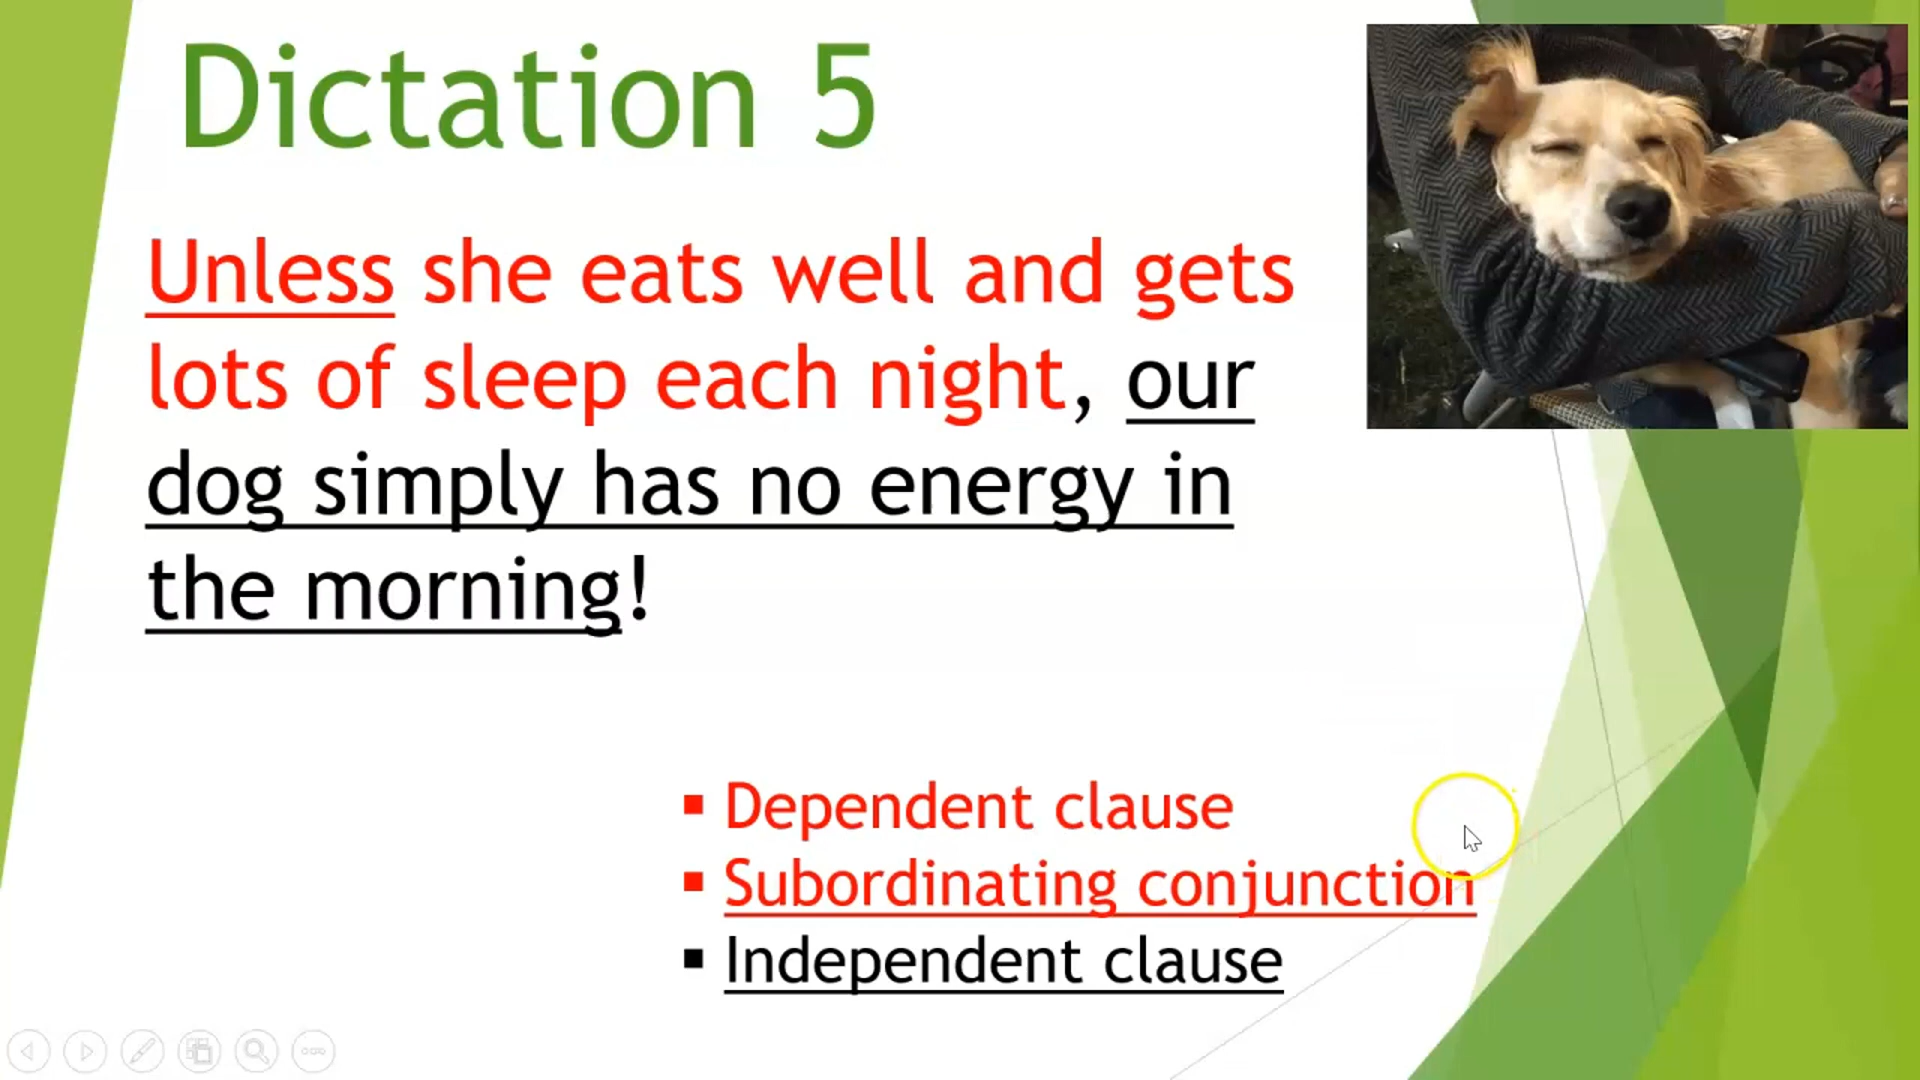 Dictation 5
Unless she eats well and gets
lots of sleep each night, our
dog simply has no energy in
the morning!
Dependent clause
Subordinating conjunction
Independent clause